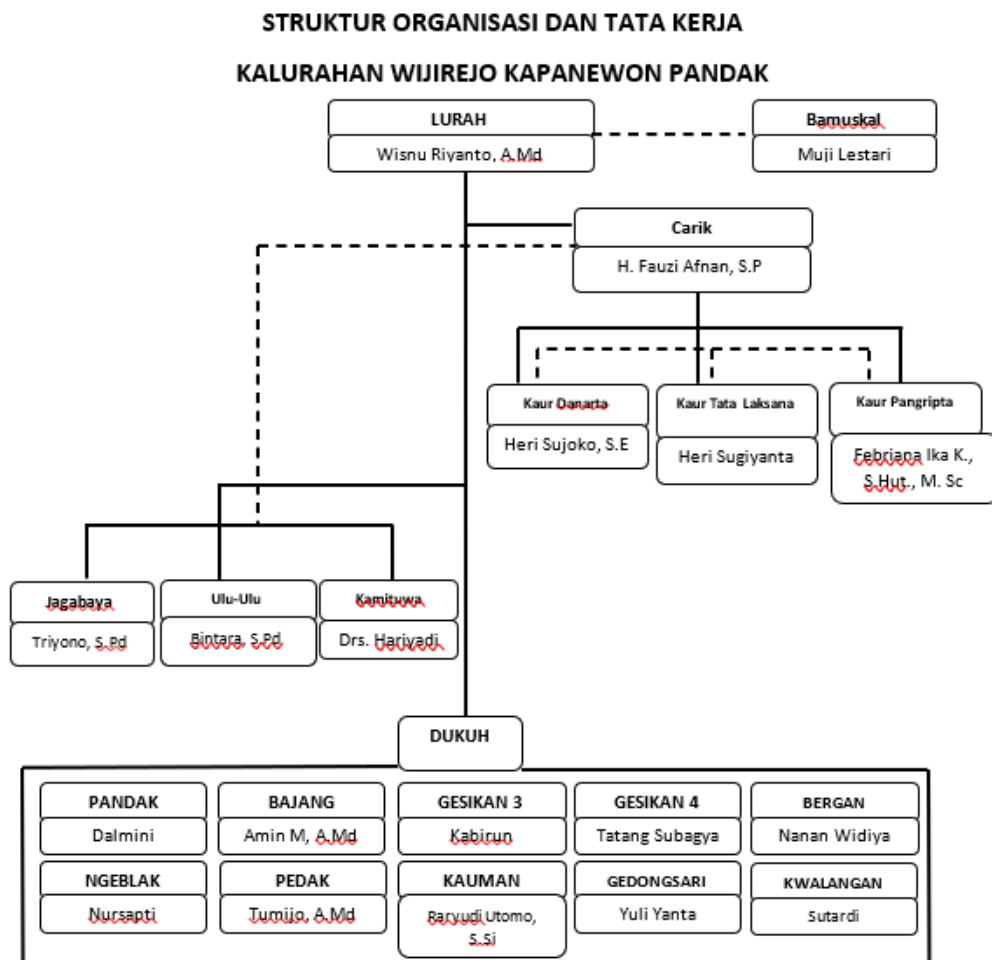 STRUKTUR ORGANISASI DAN TATA KERJA
KALURAHAN WIJIREJO KAPANEWON PANDAK
LURAH
Wisnu Riyanto, A.Md
Bamuskal
Muji Lestari
Carik
H. Fauzi Afnan, S.P
Kaur Danarta
Heri Sujoko, S.E
Kaur Tata Laksana
Heri Sugiyanta
Kaur Pangripta
Febriana Ika K.,
S.Hut., M. Sc
Jagabaya
Triyono, S.Pd
Ulu-Ulu
Bintara, S.Pd
Kamituwa
Drs. Hariyadi
DUKUH
PANDAK
Dalmini
BAJANG
Amin M, A.Md
GESIKAN 3
Kabirun
GESIKAN 4
Tatang Subagya
BERGAN
Nanan Widiya
NGEBLAK
Nursapti
PEDAK
Tumijo, A.Md
KAUMAN
Raryudi Utomo,
S.Si
GEDONGSARI
Yuli Yanta
KWALANGAN
Sutardi